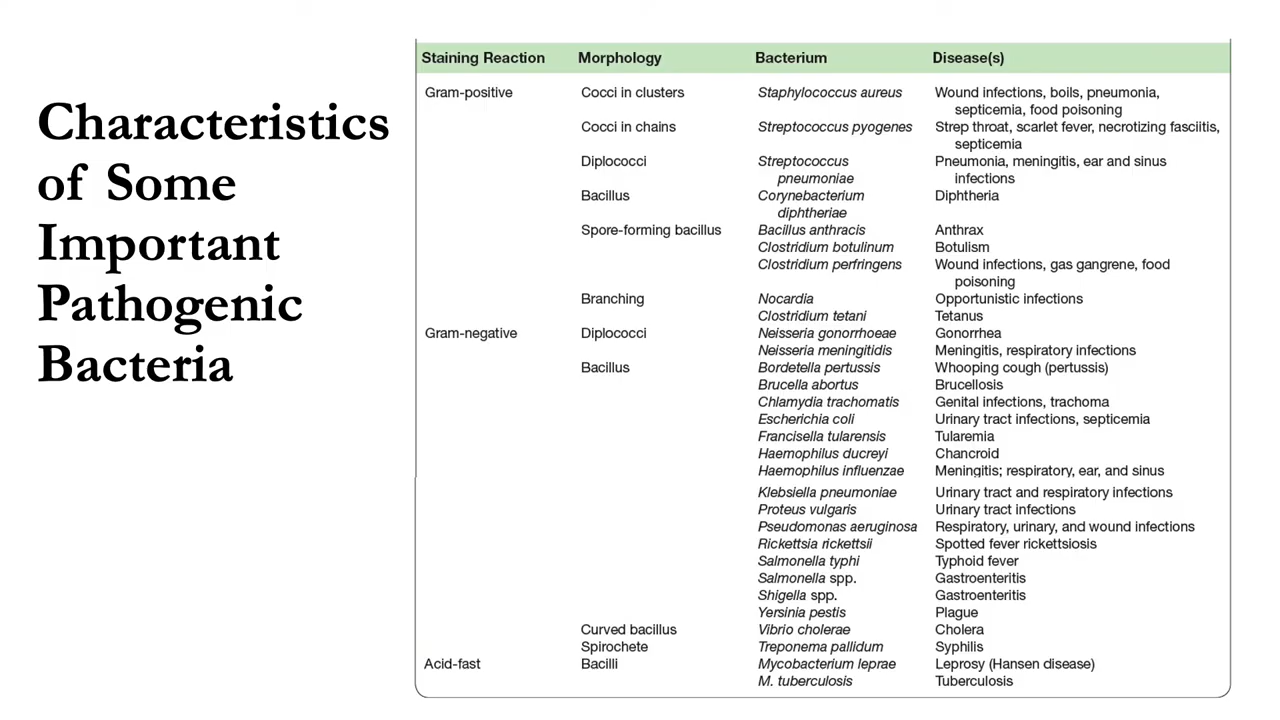 Characteristics
of Some
Important
Pathogenic
Bacteria
Staining Reaction Morphology Bacterium Disease(s)
Gram-positive Cocci in clusters Staphylococcus aureus Wound infections, boils, pneumonia,
septicemia, food poisoning
Cocci in chains Streptococcus pyogenes Strep throat, scarlet fever, necrotizing fasciitis,
septicemia
Diplococci Streptococcus Pneumonia, meningitis, ear and sinus
pneumoniae infections
Bacillus Corynebacterium Diphtheria
diphtheriae
Spore-forming bacillus Bacillus anthracis Anthrax
Clostridium botulinum Botulism
Clostridium perfringens Wound infections, gas gangrene, food
poisoning
Branching Nocardia Opportunistic infections
Clostridium tetani Tetanus
Gram-negative Diplococci Neisseria gonorrhoeae Gonorrhea
Neisseria meningitidis Meningitis, respiratory infections
Bacillus Bordetella pertussis Whooping cough (pertussis)
Brucella abortus Brucellosis
Chlamydia trachomatis Genital infections, trachoma
Escherichia coli Urinary tract infections, septicemia
Francisella tularensis Tularemia
Haemophilus ducreyi Chancroid
Haemophilus influenzae Meningitis; respiratory, ear, and sinus
Klebsiella pneumoniae Urinary tract and respiratory infections
Proteus vulgaris Urinary tract infections
Pseudomonas aeruginosa Respiratory, urinary, and wound infections
Rickettsia rickettsii Spotted fever rickettsiosis
Salmonella typhi Typhoid fever
Salmonella spp. Gastroenteritis
Shigella spp. Gastroenteritis
Yersinia pestis Plague
Curved bacillus Vibrio cholerae Cholera
Spirochete Treponema pallidum Syphilis
Acid-fast Bacilli Mycobacterium leprae Leprosy (Hansen disease)
M. tuberculosis Tuberculosis